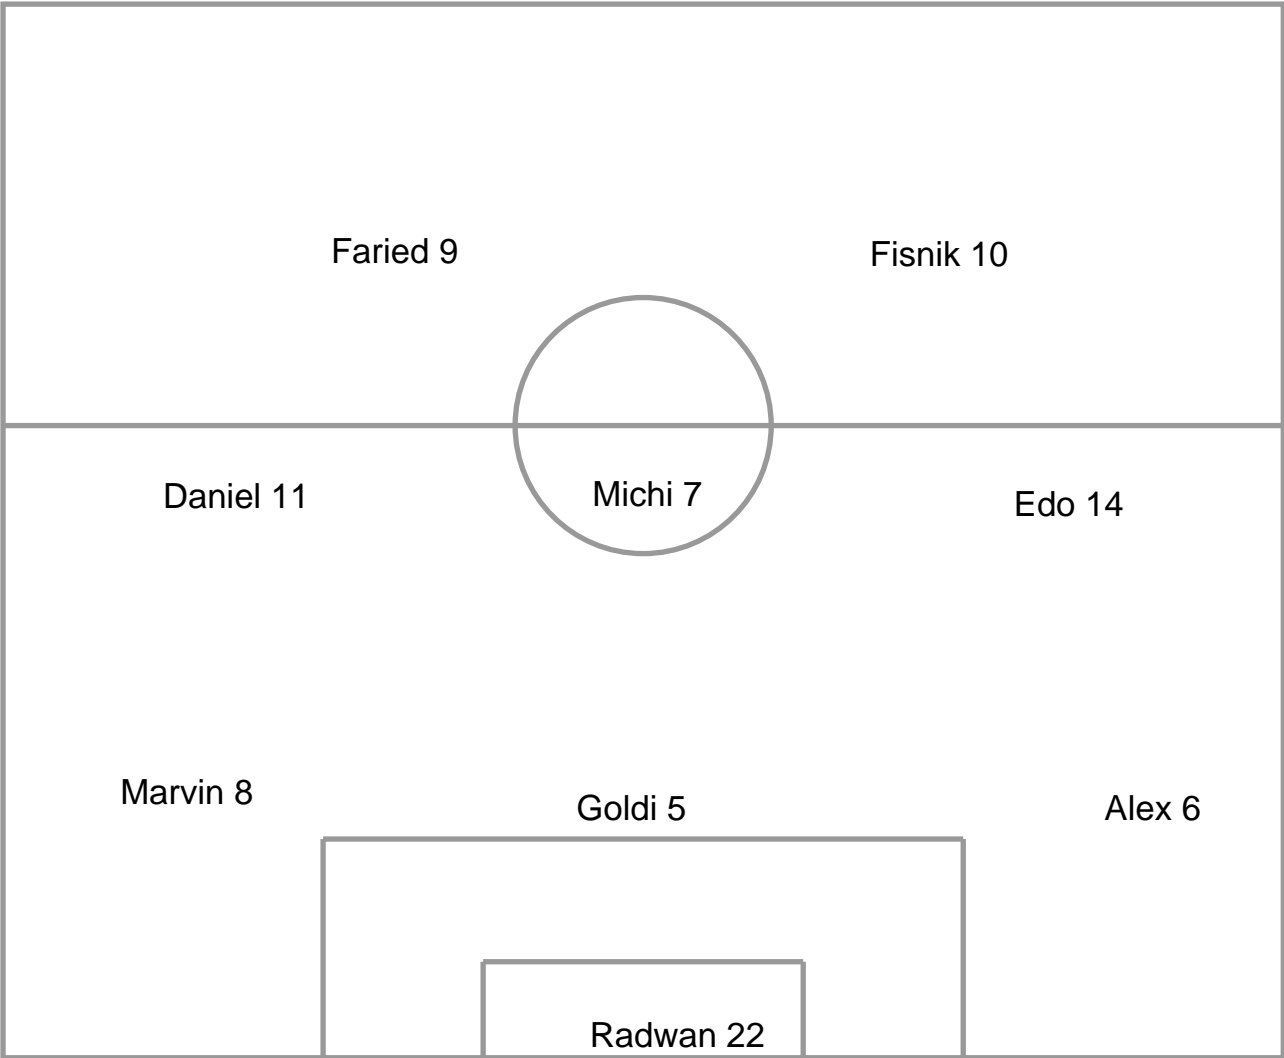 Faried 9
Fisnik 10
Daniel 11
Michi 7
Edo 14
Marvin 8
Goldi 5
Alex 6
Radwan 22